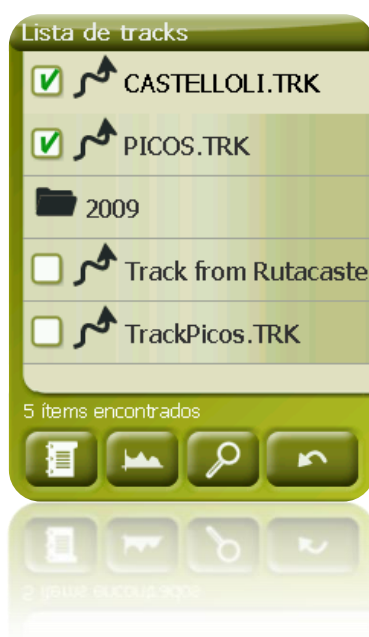 Lista de tracks
CASTELLOLI.TRK
PICOS.TRK
2009
Track from Rutacaste
TrackPicos.TRK
5 ítems encontrados